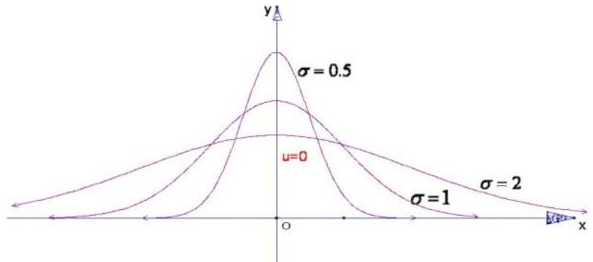 y
σ = 0.5
u=0
σ = 2
σ = 1
O
x